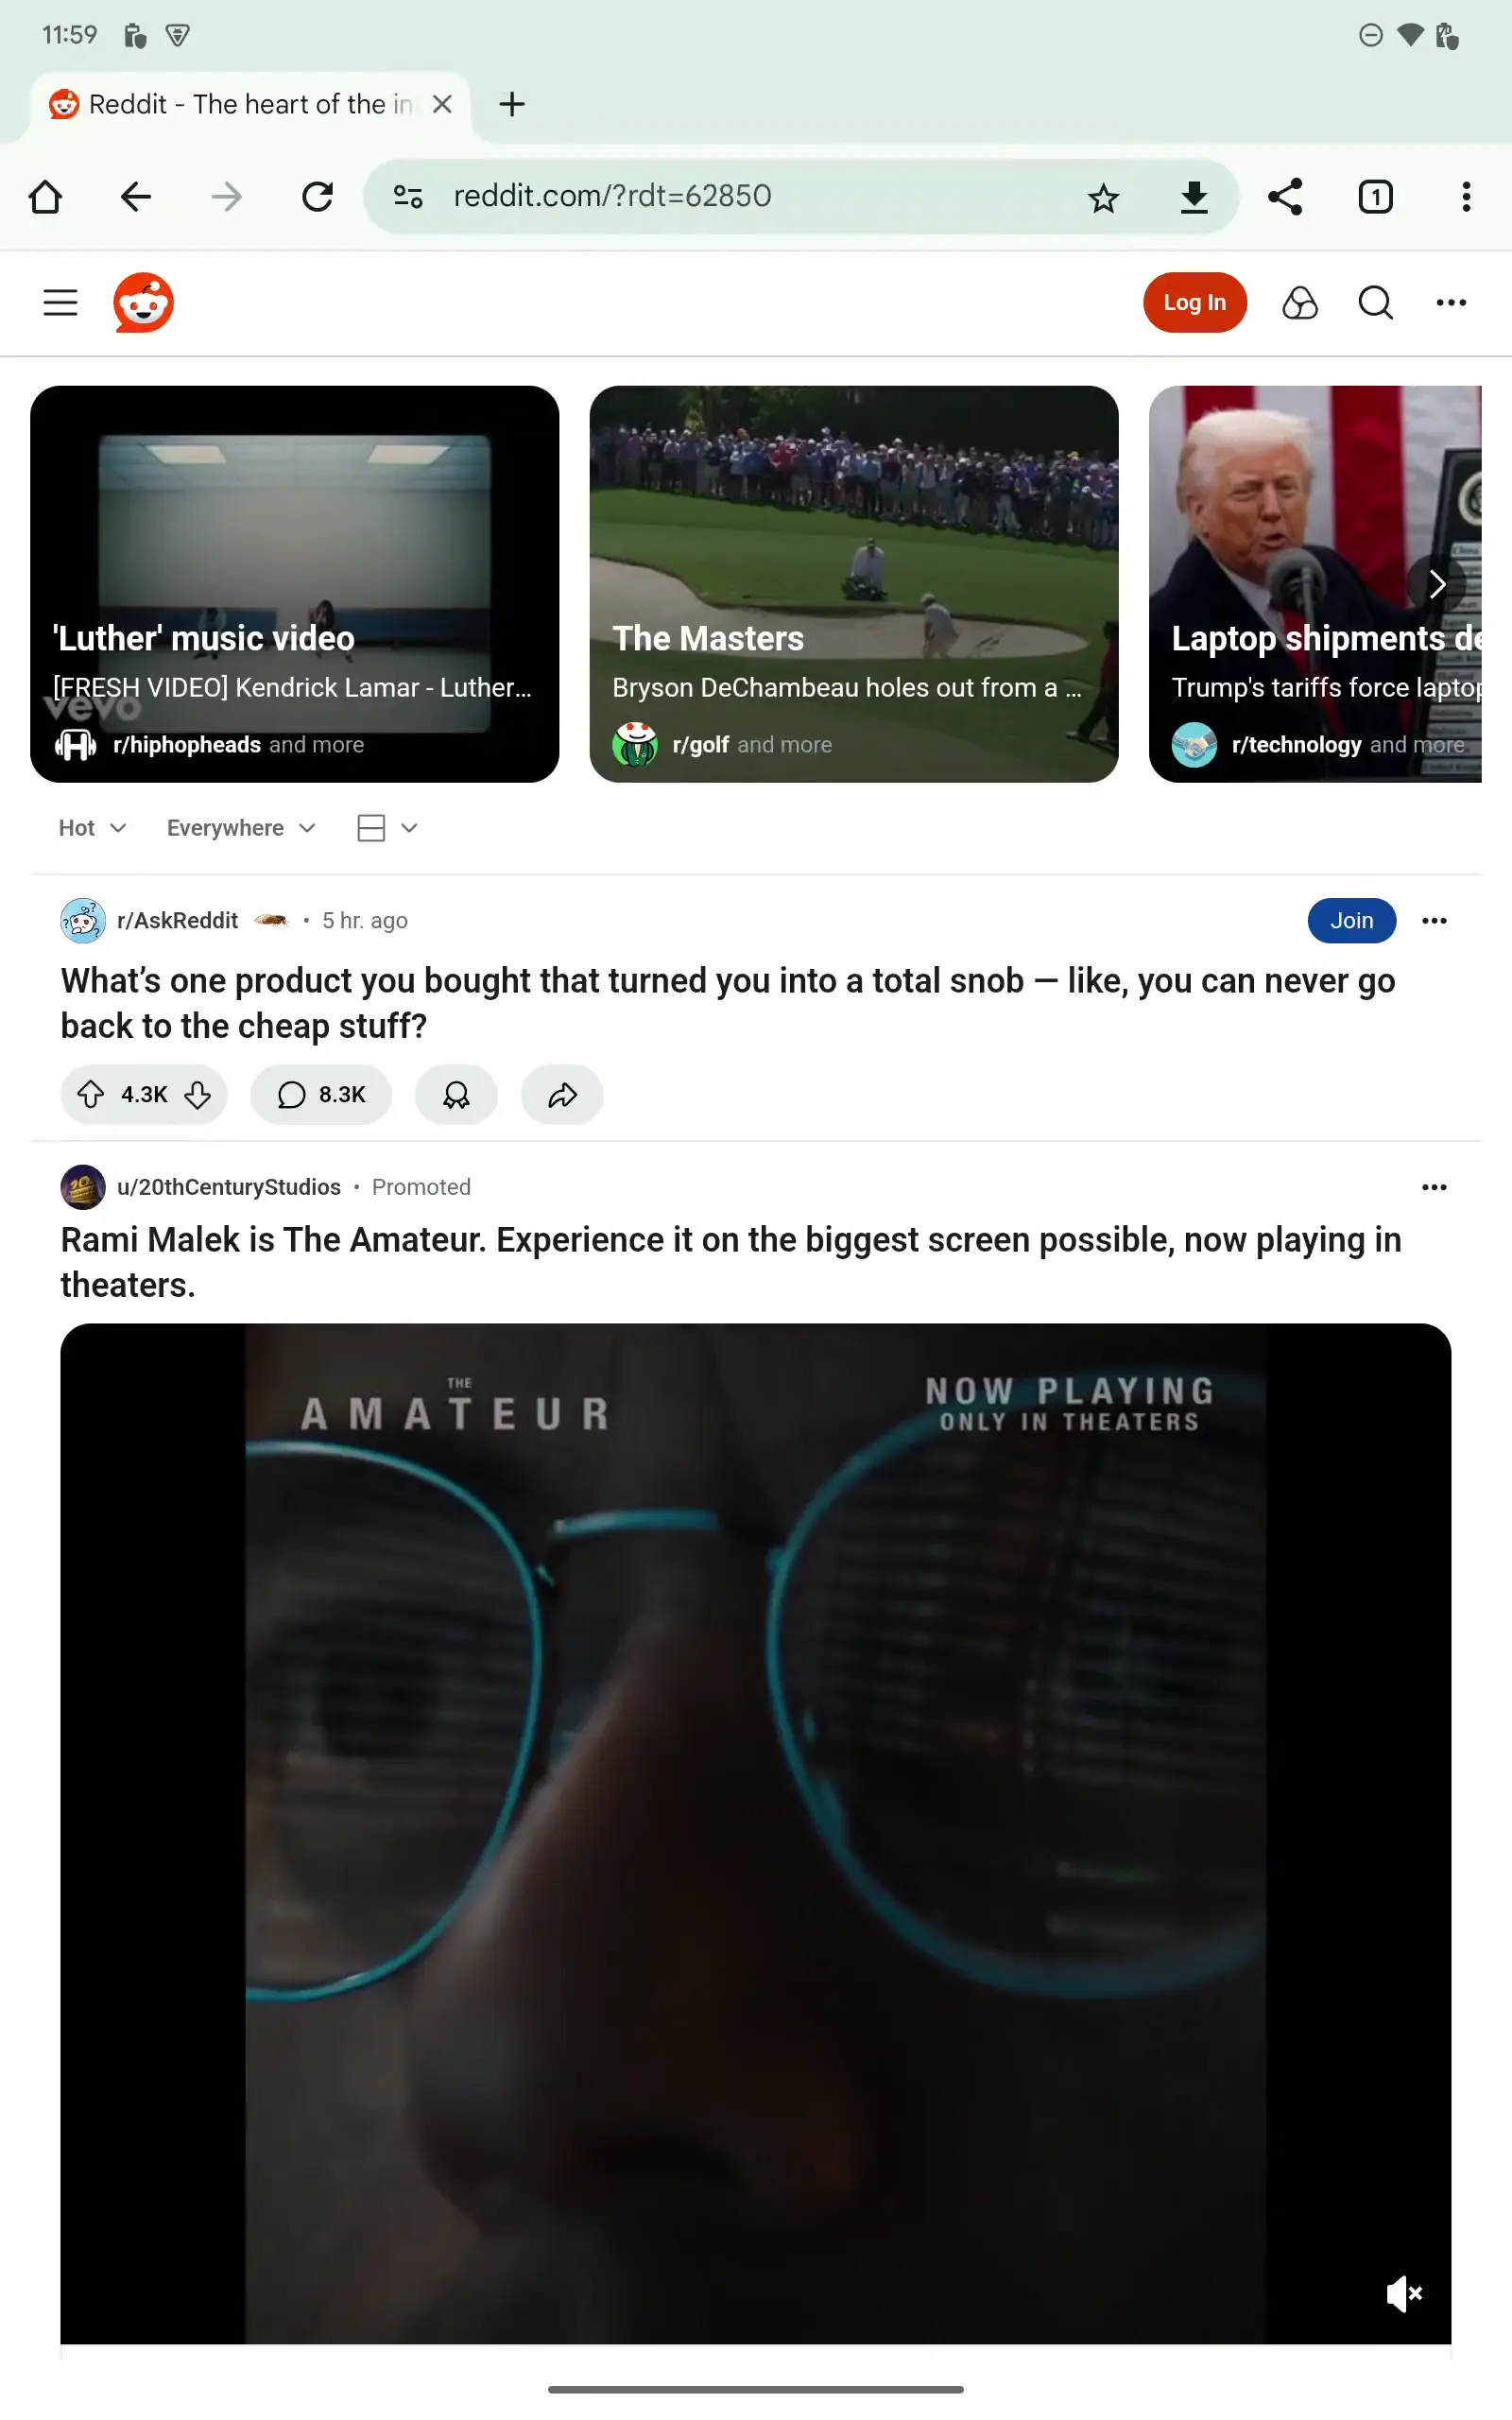 11:59
Reddit - The heart of the in
reddit.com/?rdt=62850
1
Log In
'Luther' music video
[FRESH VIDEO] Kendrick Lamar - Luther...
vevo
r/hiphopheads and more
The Masters
Bryson DeChambeau holes out from a ...
r/golf and more
Laptop shipments de
Trump's tariffs force laptop
r/technology and more
Hot
Everywhere
r/AskReddit • 5 hr. ago
Join
What's one product you bought that turned you into a total snob — like, you can never go
back to the cheap stuff?
4.3K
8.3K
u/20thCenturyStudios • Promoted
Rami Malek is The Amateur. Experience it on the biggest screen possible, now playing in
theaters.
THE
AMATEUR
NOW PLAYING
ONLY IN THEATERS